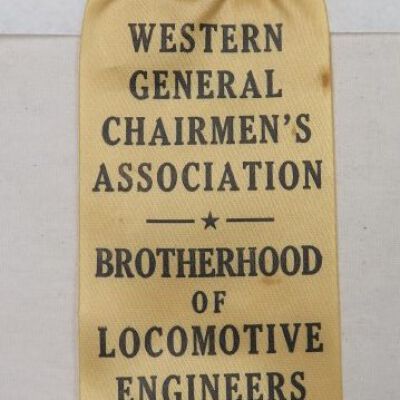 WESTERN
GENERAL
CHAIRMEN'S
ASSOCIATION
BROTHERHOOD
OF
LOCOMOTIVE
ENGINEERS